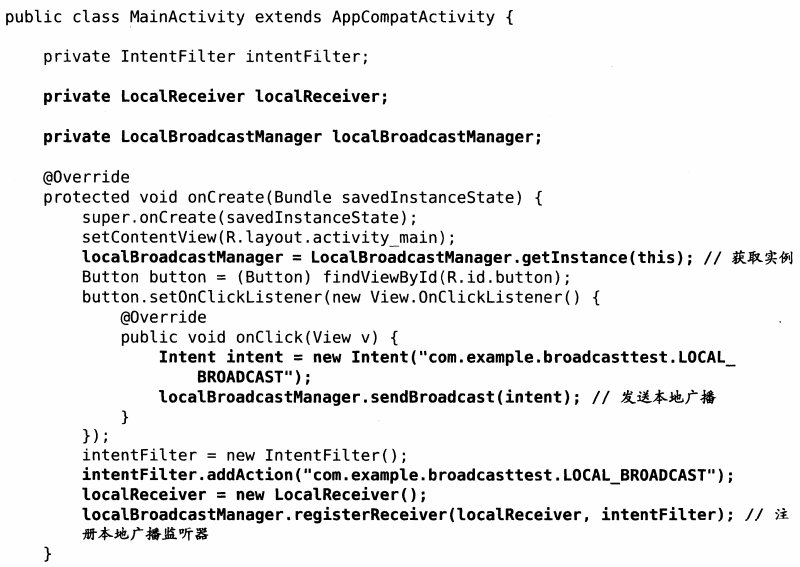 public class MainActivity extends AppCompatActivity {
private IntentFilter intentFilter;
private LocalReceiver localReceiver;
private LocalBroadcastManager localBroadcastManager;
@Override
protected void onCreate(Bundle savedInstanceState) {
super.onCreate(savedInstanceState);
setContentView(R.layout.activity_main);
localBroadcastManager = LocalBroadcastManager.getInstance(this); // 获取实例
Button button = (Button) findViewById(R.id.button);
button.setOnClickListener(new View.OnClickListener() {
@Override
public void onClick(View v) {
Intent intent = new Intent("com.example.broadcasttest.LOCAL_
BROADCAST");
localBroadcastManager.sendBroadcast(intent); // 发送本地广播
}
});
intentFilter = new IntentFilter();
intentFilter.addAction("com.example.broadcasttest.LOCAL_BROADCAST");
localReceiver = new LocalReceiver();
localBroadcastManager.registerReceiver(localReceiver, intentFilter); // 注
册本地广播监听器
}